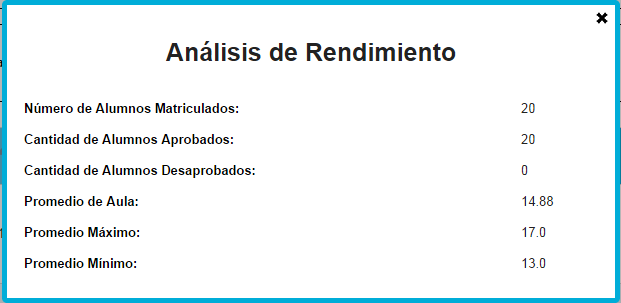 Análisis de Rendimiento
Número de Alumnos Matriculados: 20
Cantidad de Alumnos Aprobados: 20
Cantidad de Alumnos Desaprobados: 0
Promedio de Aula: 14.88
Promedio Máximo: 17.0
Promedio Mínimo: 13.0